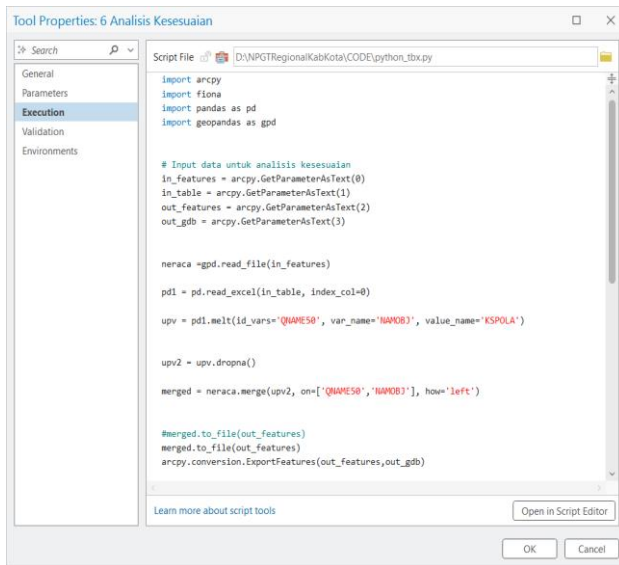 Tool Properties: 6 Analisis Kesesuaian
Search
General
Parameters
Execution
Validation
Environments
Script File D:\NPGTRegionalKabKota\CODE\python_tbx.py
import arcpy
import fiona
import pandas as pd
import geopandas as gpd
# Input data untuk analisis kesesuaian
in_features = arcpy.GetParameterAsText(0)
in_table = arcpy.GetParameterAsText(1)
out_features = arcpy.GetParameterAsText(2)
out_gdb = arcpy.GetParameterAsText(3)
neraca =gpd.read_file(in_features)
pd1 = pd.read_excel(in_table, index_col=0)
upv = pd1.melt(id_vars='QNAME50', var_name='NAMOBJ', value_name='KSPOLA')
upv2 = upv.dropna()
merged = neraca.merge(upv2, on=['QNAME50','NAMOBJ'], how='left')
#merged.to_file(out_features)
merged.to_file(out_features)
arcpy.conversion.ExportFeatures(out_features,out_gdb)
Learn more about script tools
Open in Script Editor
OK
Cancel